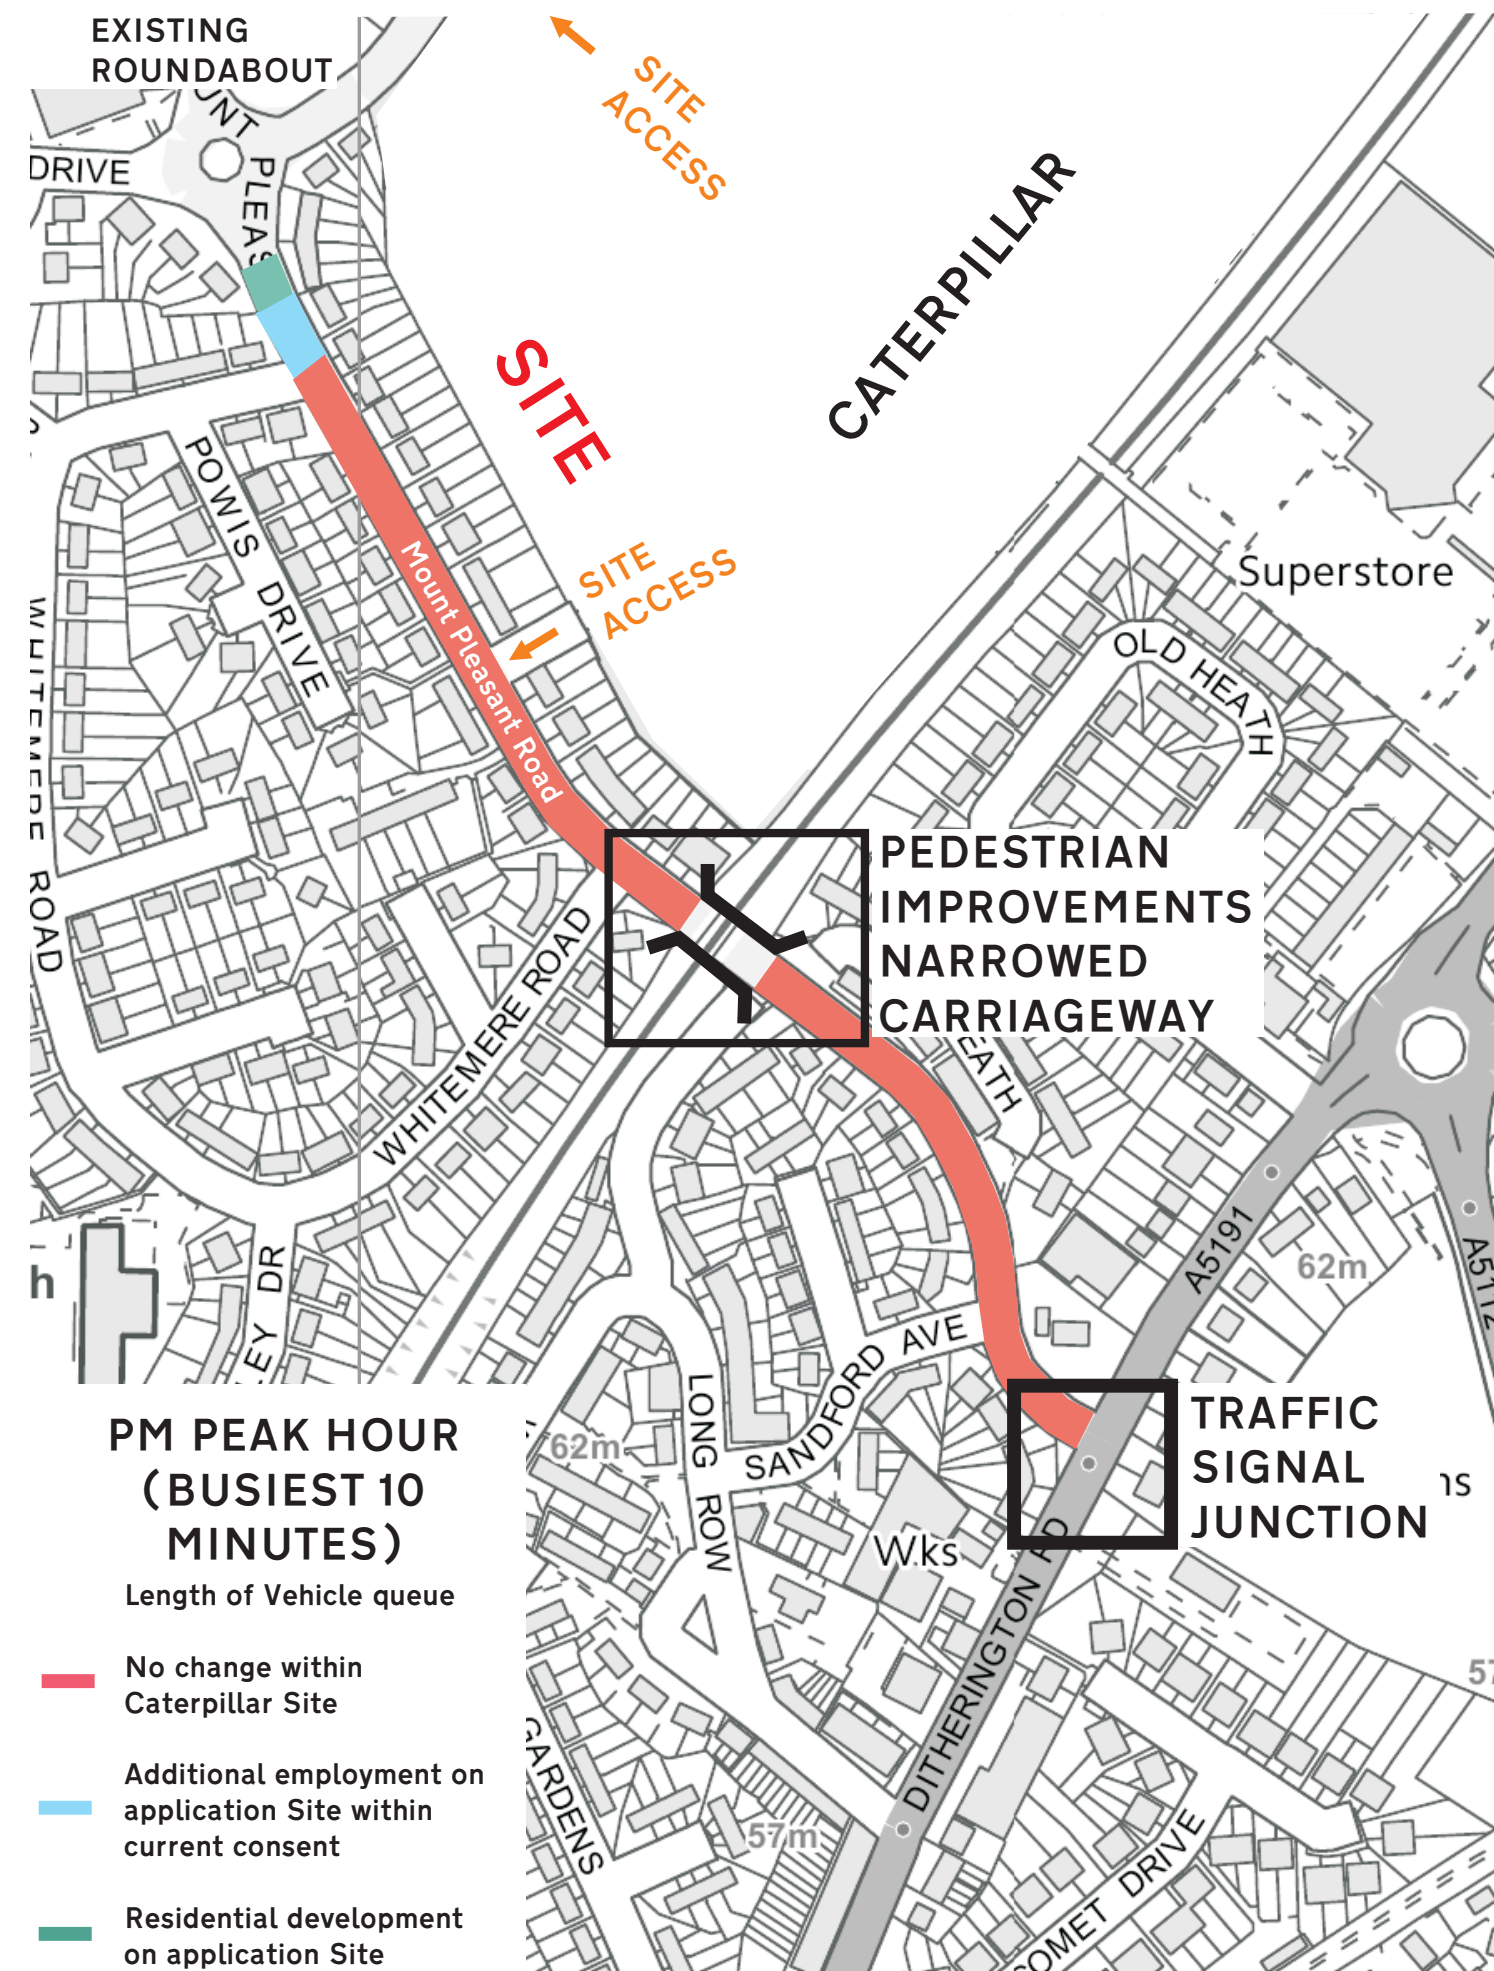 EXISTING
ROUNDABOUT
SITE
ACCESS
CATERPILLAR
DRIVE
SITE
SITE
ACCESS
POWIS DRIVE
Mount Pleasant Road
WHITEMERE ROAD
Superstore
OLD HEATH
PEDESTRIAN
IMPROVEMENTS
NARROWED
CARRIAGEWAY
WHITEMERE ROAD
A5191
62m
SANDFORD AVE
LONG ROW
62m
TRAFFIC
SIGNAL
JUNCTION
Wks
DITHERINGTON RD
57m
GARDENS
PM PEAK HOUR
(BUSIEST 10
MINUTES)
Length of Vehicle queue
No change within
Caterpillar Site
Additional employment on
application Site within
current consent
Residential development
on application Site